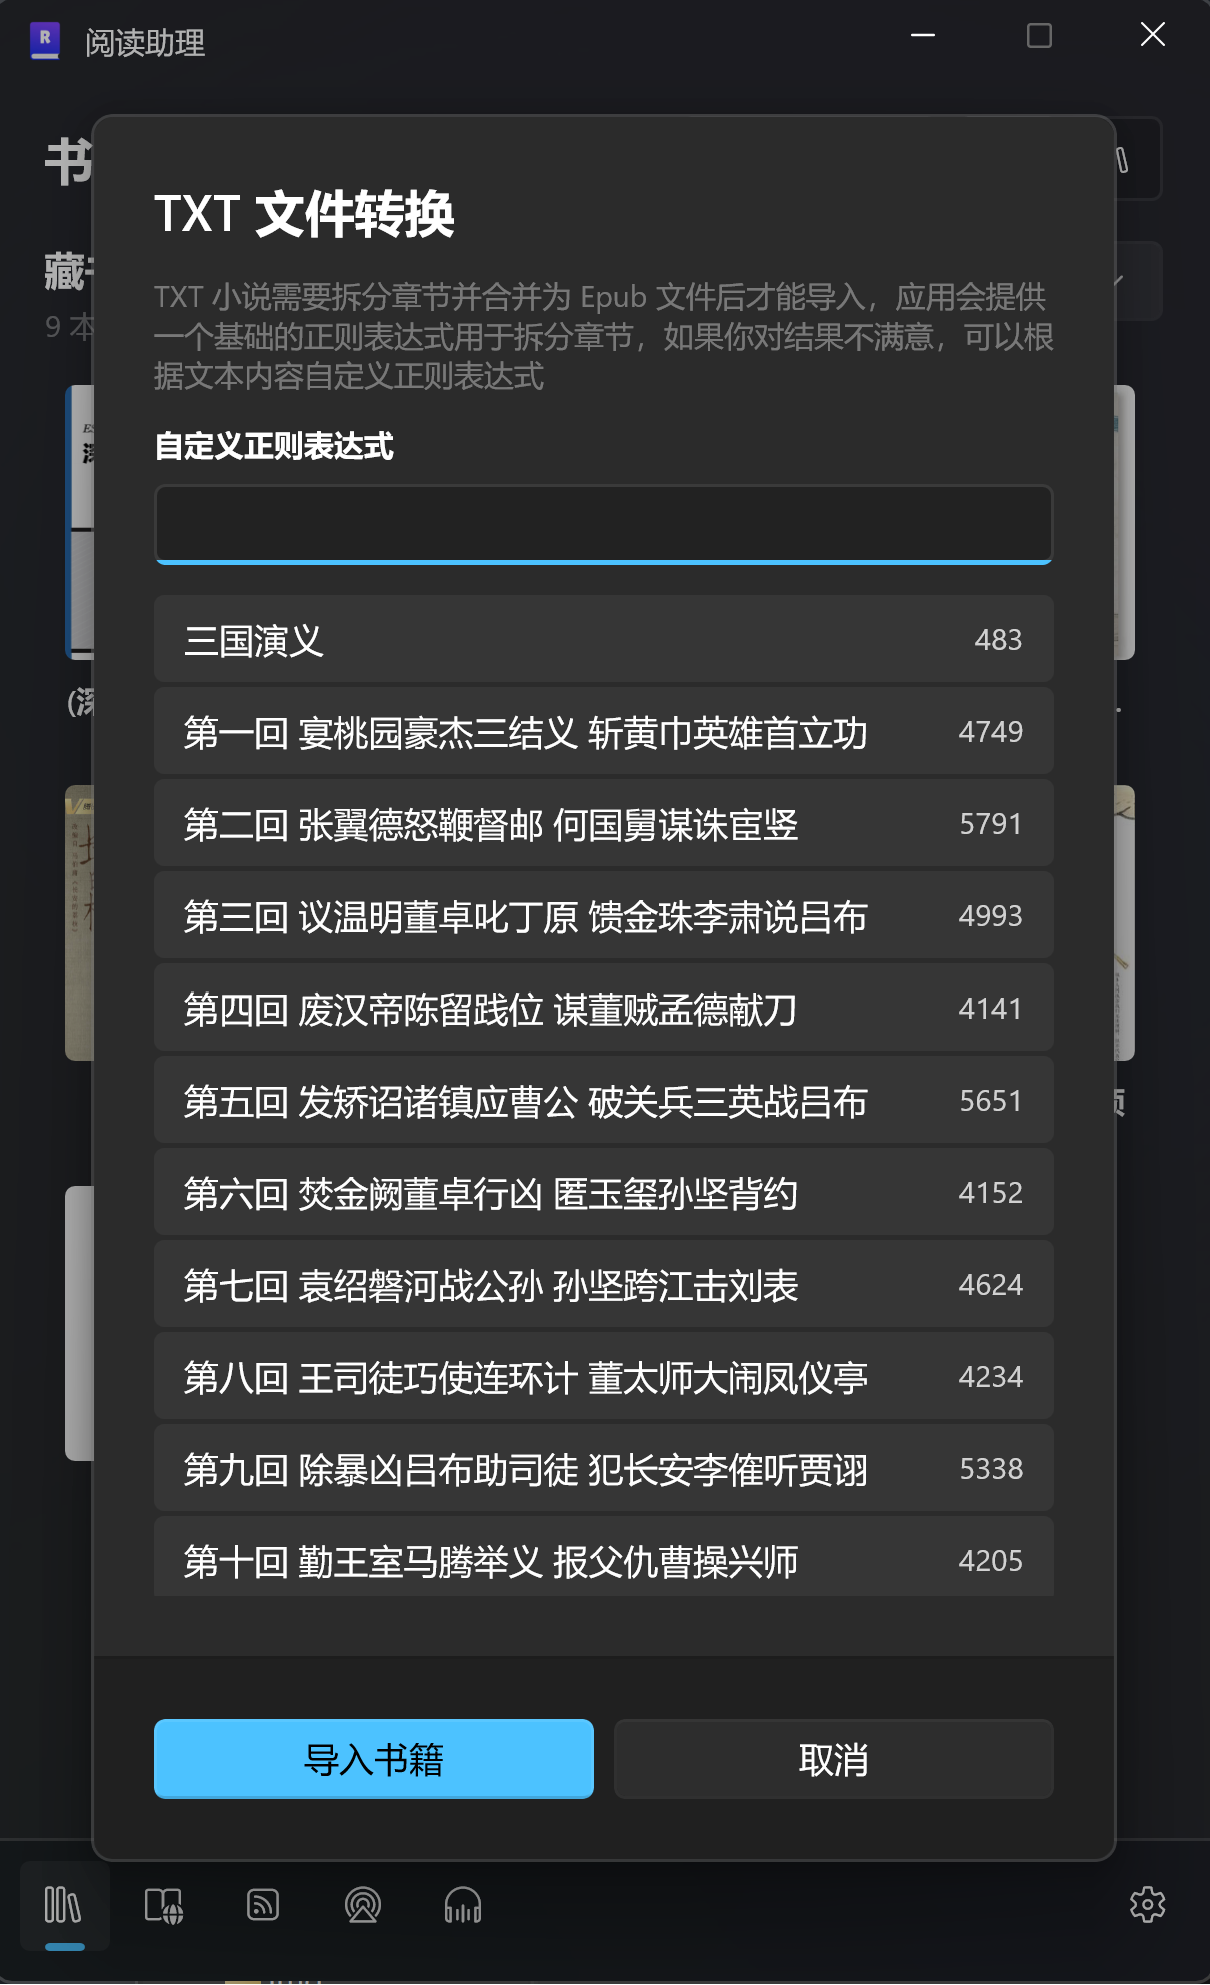 阅读助理
书
藏书
9 本
TXT 文件转换
TXT 小说需要拆分章节并合并为 Epub 文件后才能导入，应用会提供
一个基础的正则表达式用于拆分章节，如果你对结果不满意，可以根
据文本内容自定义正则表达式
自定义正则表达式
三国演义 483
第一回 宴桃园豪杰三结义 斩黄巾英雄首立功 4749
第二回 张翼德怒鞭督邮 何国舅谋诛宦竖 5791
第三回 议温明董卓叱丁原 馈金珠李肃说吕布 4993
第四回 废汉帝陈留践位 谋董贼孟德献刀 4141
第五回 发矫诏诸镇应曹公 破关兵三英战吕布 5651
第六回 焚金阙董卓行凶 匿玉玺孙坚背约 4152
第七回 袁绍磐河战公孙 孙坚跨江击刘表 4624
第八回 王司徒巧使连环计 董太师大闹凤仪亭 4234
第九回 除暴凶吕布助司徒 犯长安李傕听贾诩 5338
第十回 勤王室马腾举义 报父仇曹操兴师 4205
(深
导入书籍
取消